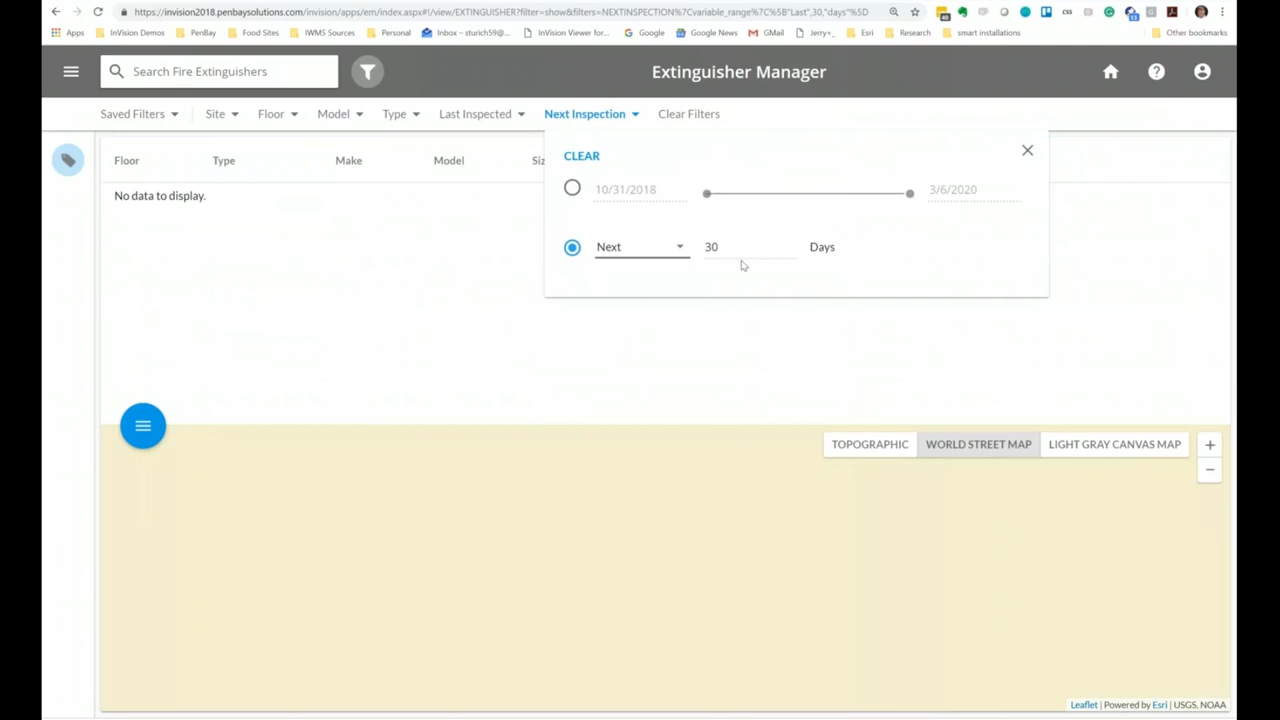 https://invision2018.penbaysolutions.com/invision/apps/em/index.aspx#!/view/EXTINGUISHER?filter=show&filters=NEXTINSPECTION%7Cvariable_range%7C%5B"Last",30,"days"%5D
Apps InVision Demos PenBay Food Sites IWMS Sources Personal Inbox – sturich59@... InVision Viewer for... Google Google News GMail Jerry+_ Esri Research smart installations Other bookmarks
Search Fire Extinguishers Extinguisher Manager
Saved Filters Site Floor Model Type Last Inspected Next Inspection Clear Filters
CLEAR
Floor Type Make Model Siz
10/31/2018 3/6/2020
No data to display.
Next 30 Days
TOPOGRAPHIC WORLD STREET MAP LIGHT GRAY CANVAS MAP +
−
Leaflet | Powered by Esri | USGS, NOAA